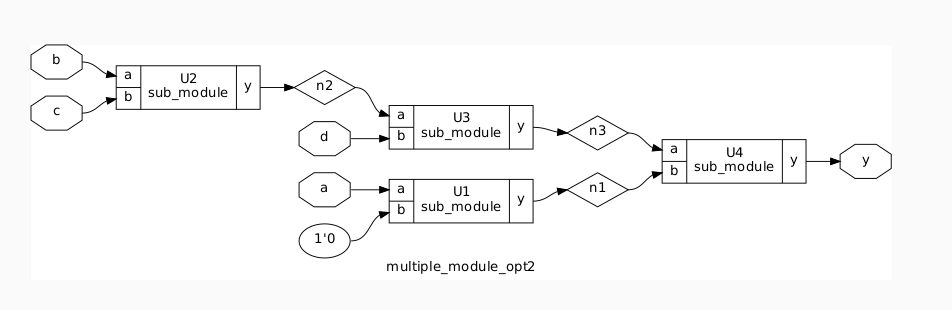 b
c
a
b
U2
sub_module
y
n2
d
a
b
U3
sub_module
y
n3
a
1'0
a
b
U1
sub_module
y
n1
a
b
U4
sub_module
y
y
multiple_module_opt2